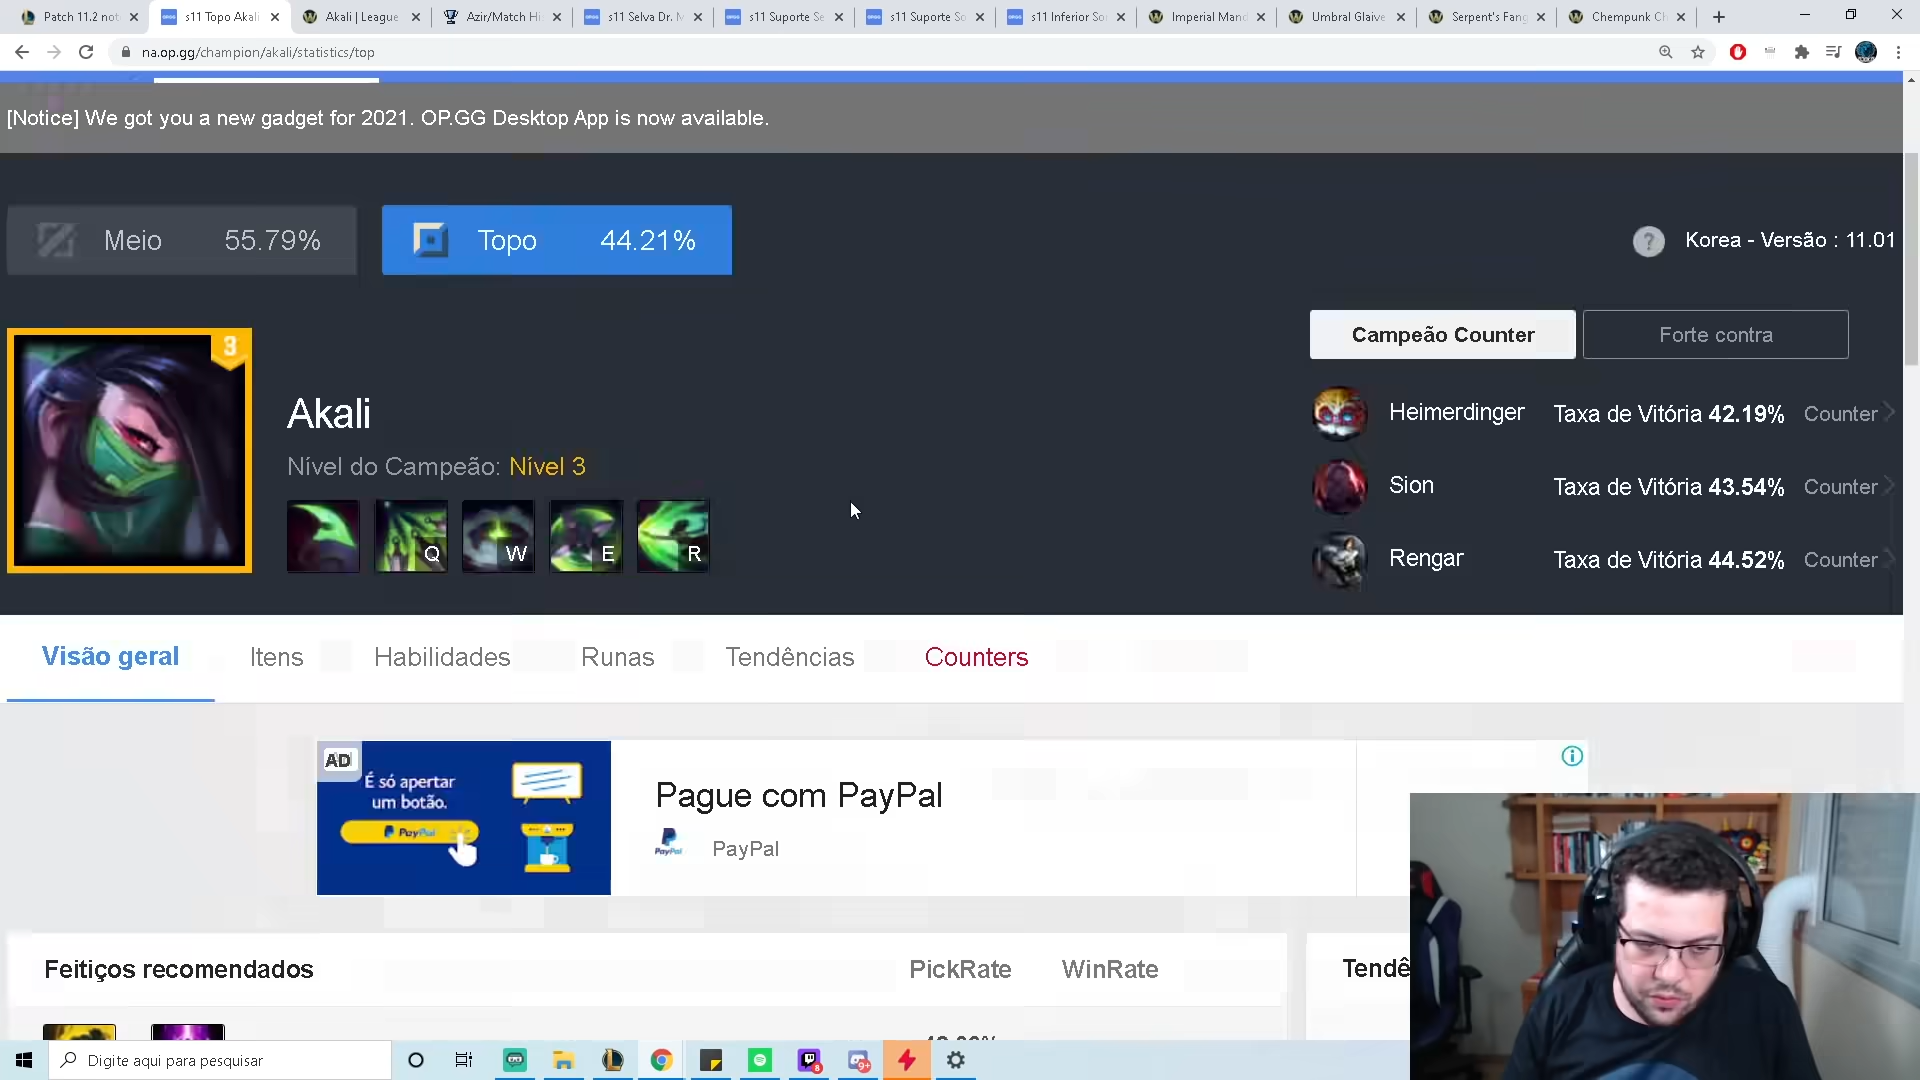 Patch 11.2 not
s11 Topo Akali
Akali | League
Azir/Match Hi
s11 Selva Dr. M
s11 Suporte Se
s11 Suporte So
s11 Inferior So
Imperial Mand
Umbral Glaive
Serpent's Fang
Chempunk Ch
na.op.gg/champion/akali/statistics/top
[Notice] We got you a new gadget for 2021. OP.GG Desktop App is now available.
Meio 55.79%
Topo 44.21%
? Korea - Versão : 11.01
Campeão Counter
Forte contra
3
Akali
Nível do Campeão: Nível 3
Q W E R
Heimerdinger Taxa de Vitória 42.19% Counter
Sion Taxa de Vitória 43.54% Counter
Rengar Taxa de Vitória 44.52% Counter
Visão geral Itens Habilidades Runas Tendências Counters
AD
É só apertar
um botão.
PayPal
Pague com PayPal
PayPal
PayPal
Feitiços recomendados PickRate WinRate
Tendê
Digite aqui para pesquisar
8
9+